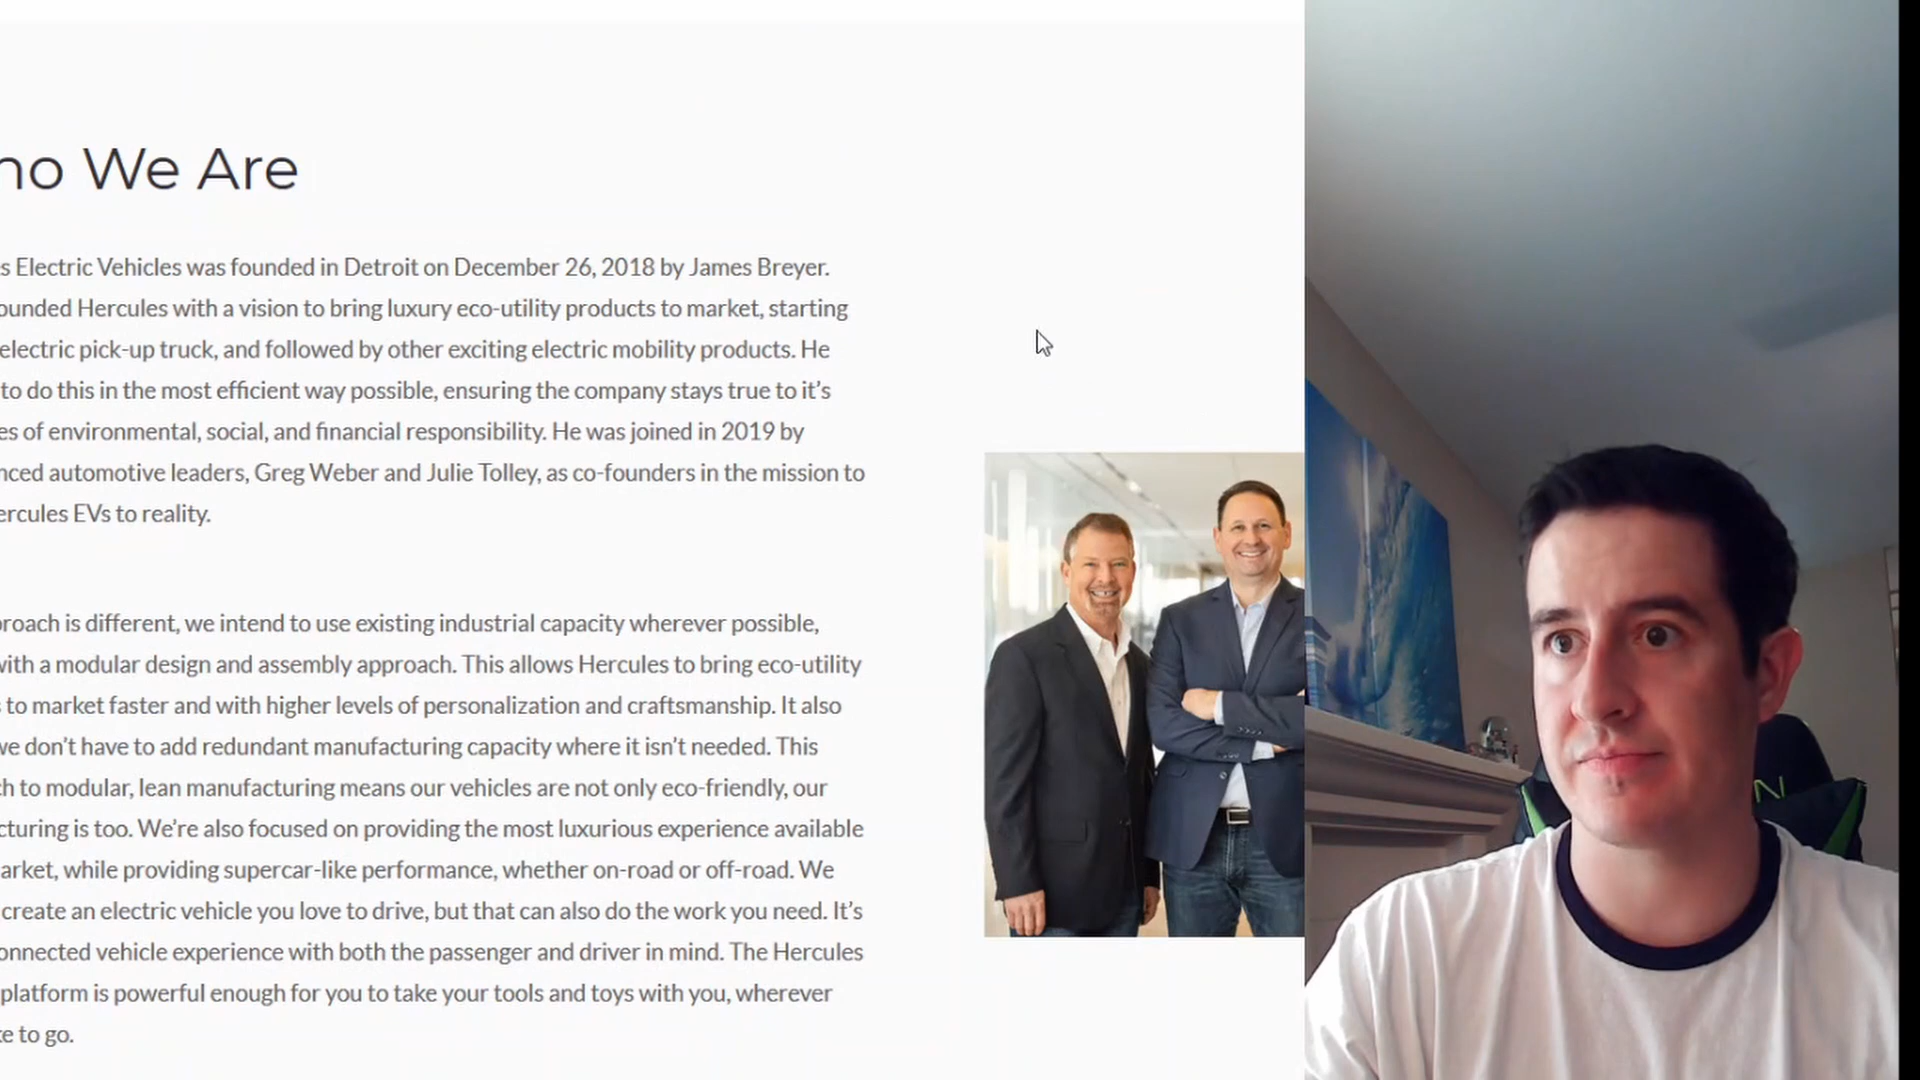 ho We Are
s Electric Vehicles was founded in Detroit on December 26, 2018 by James Breyer.
ounded Hercules with a vision to bring luxury eco-utility products to market, starting
electric pick-up truck, and followed by other exciting electric mobility products. He
to do this in the most efficient way possible, ensuring the company stays true to it’s
es of environmental, social, and financial responsibility. He was joined in 2019 by
nced automotive leaders, Greg Weber and Julie Tolley, as co-founders in the mission to
ercules EVs to reality.
proach is different, we intend to use existing industrial capacity wherever possible,
with a modular design and assembly approach. This allows Hercules to bring eco-utility
s to market faster and with higher levels of personalization and craftsmanship. It also
we don’t have to add redundant manufacturing capacity where it isn’t needed. This
ch to modular, lean manufacturing means our vehicles are not only eco-friendly, our
cturing is too. We’re also focused on providing the most luxurious experience available
arket, while providing supercar-like performance, whether on-road or off-road. We
create an electric vehicle you love to drive, but that can also do the work you need. It’s
onnected vehicle experience with both the passenger and driver in mind. The Hercules
platform is powerful enough for you to take your tools and toys with you, wherever
ke to go.
N